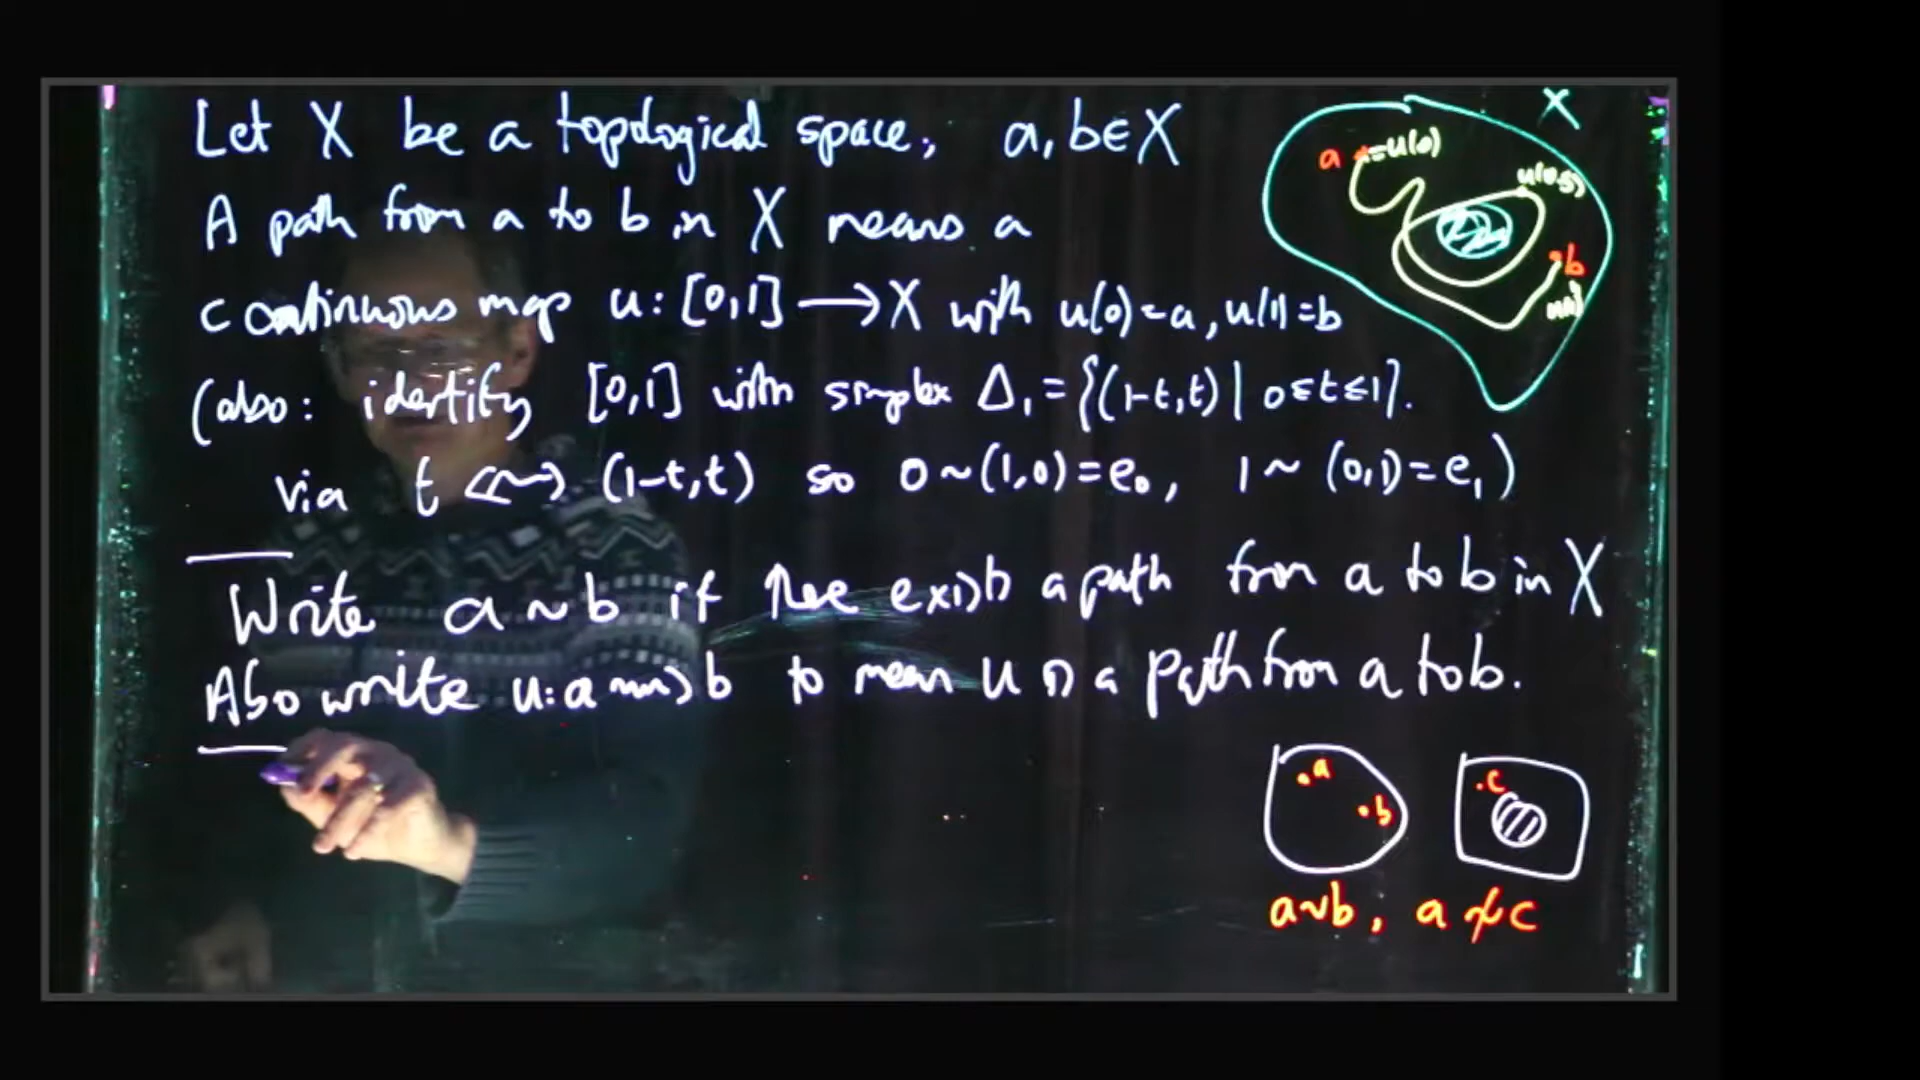 Let X be a topological space, a, b ∈ X
A path from a to b in X means a
continuous map u: [0,1] ⟶ X with u(0)=a, u(1)=b
(also: identify [0,1] with simplex Δ₁ = {(1-t,t) | 0≤t≤1}.
via t ⟷ (1-t,t) so 0~(1,0)=e₀, 1~(0,1)=e₁)
Write a~b if there exists a path from a to b in X
Also write u: a ⇝ b to mean u is a path from a to b.
X
a =u(0)
u(0.5)
b
u(1)
a
b
c
a~b, a≁c